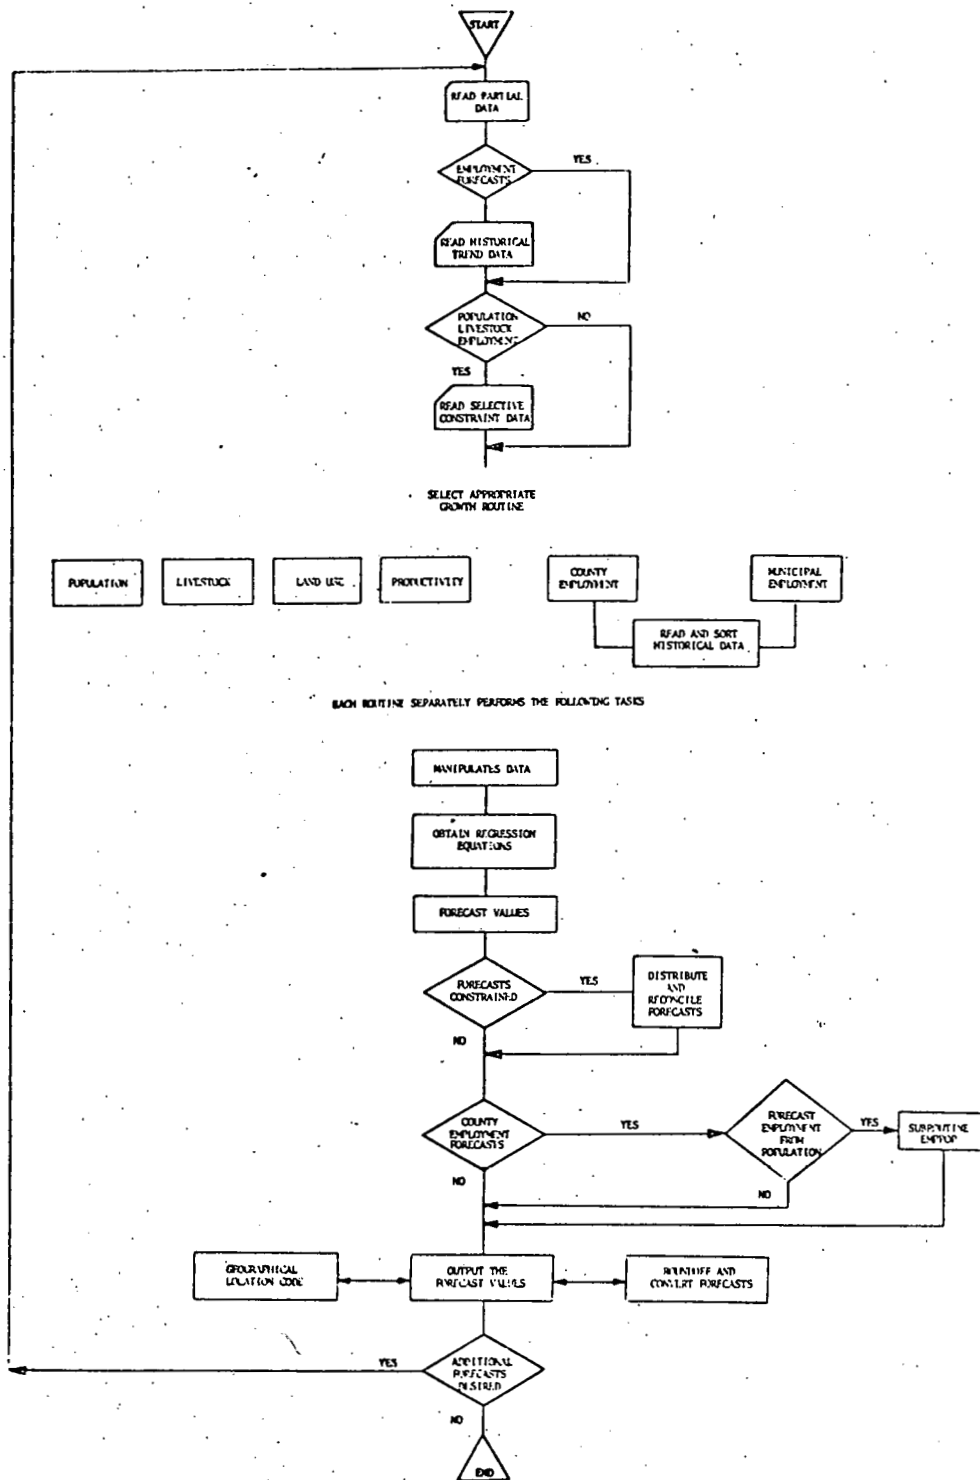 START
READ PARTIAL
DATA
EMPLOYMENT
FORECASTS
YES
READ HISTORICAL
TREND DATA
POPULATION
LIVESTOCK
EMPLOYMENT
NO
YES
READ SELECTIVE
CONSTRAINT DATA
SELECT APPROPRIATE
GROWTH ROUTINE
POPULATION
LIVESTOCK
LAND USE
PRODUCTIVITY
COUNTY
EMPLOYMENT
MUNICIPAL
EMPLOYMENT
READ AND SORT
HISTORICAL DATA
EACH ROUTINE SEPARATELY PERFORMS THE FOLLOWING TASKS
MANIPULATES DATA
OBTAIN REGRESSION
EQUATIONS
FORECAST VALUES
FORECASTS
CONSTRAINED
YES
DISTRIBUTE
AND
RECONCILE
FORECASTS
NO
COUNTY
EMPLOYMENT
FORECASTS
YES
FORECAST
EMPLOYMENT
FROM
POPULATION
YES
SUBROUTINE
EMPPOP
NO
NO
GEOGRAPHICAL
LOCATION CODE
OUTPUT THE
FORECAST VALUES
ROUNDOFF AND
CONVERT FORECASTS
YES
ADDITIONAL
FORECASTS
DESIRED
NO
END